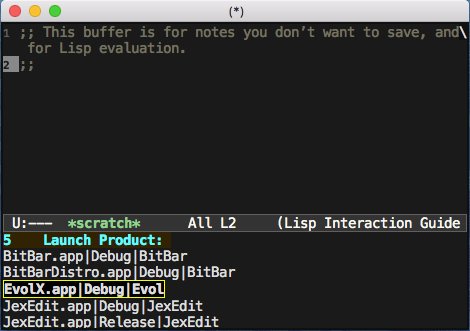 (*)
1 ;; This buffer is for notes you don’t want to save, and\
for Lisp evaluation.
2 ;;
U:--- *scratch* All L2 (Lisp Interaction Guide
5 Launch Product:
BitBar.app|Debug|BitBar
BitBarDistro.app|Debug|BitBar
EvolX.app|Debug|Evol
JexEdit.app|Debug|JexEdit
JexEdit.app|Release|JexEdit